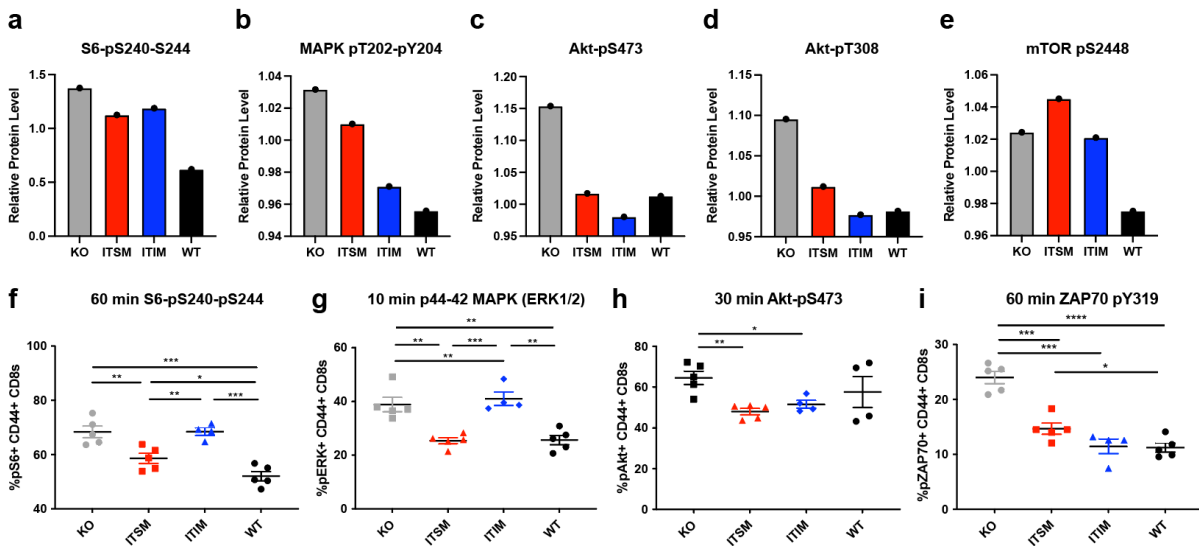 a
S6-pS240-S244
Relative Protein Level
1.5
1.0
0.5
0.0
KO ITSM ITIM WT
b
MAPK pT202-pY204
Relative Protein Level
1.04
1.02
1.00
0.98
0.96
0.94
KO ITSM ITIM WT
c
Akt-pS473
Relative Protein Level
1.20
1.15
1.10
1.05
1.00
0.95
KO ITSM ITIM WT
d
Akt-pT308
Relative Protein Level
1.15
1.10
1.05
1.00
0.95
KO ITSM ITIM WT
e
mTOR pS2448
Relative Protein Level
1.06
1.04
1.02
1.00
0.98
0.96
KO ITSM ITIM WT
f
60 min S6-pS240-pS244
%pS6+ CD44+ CD8s
100
80
60
40
***
** *
** ***
KO ITSM ITIM WT
g
10 min p44-42 MAPK (ERK1/2)
%pERK+ CD44+ CD8s
60
40
20
0
**
** *** **
**
KO ITSM ITIM WT
h
30 min Akt-pS473
%pAkt+ CD44+ CD8s
80
60
40
20
0
*
**
KO ITSM ITIM WT
i
60 min ZAP70 pY319
%pZAP70+ CD44+ CD8s
30
20
10
0
****
***
***
*
KO ITSM ITIM WT